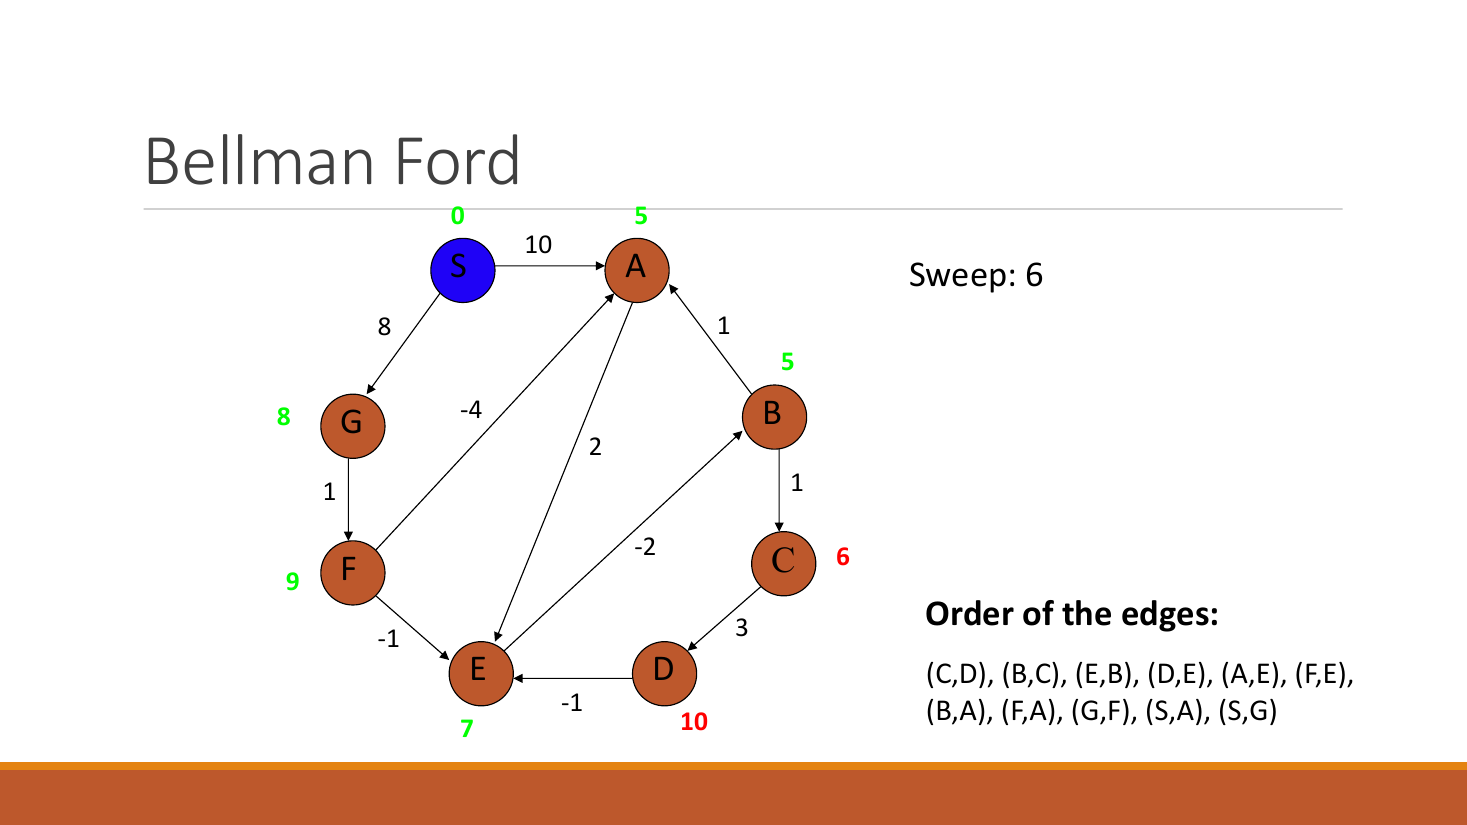 Bellman Ford
0
5
S
10
A
Sweep: 6
8
1
5
8
G
-4
B
2
1
1
-2
F
C
6
9
Order of the edges:
-1
3
E
D
(C,D), (B,C), (E,B), (D,E), (A,E), (F,E),
-1
(B,A), (F,A), (G,F), (S,A), (S,G)
7
10